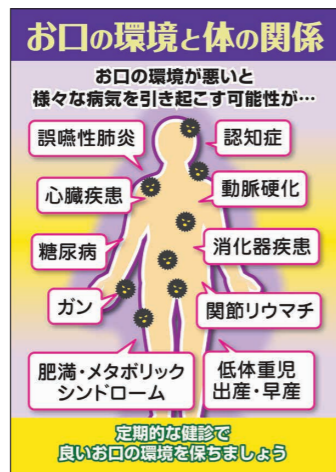 お口の環境と体の関係
お口の環境が悪いと
様々な病気を引き起こす可能性が…
誤嚥性肺炎
認知症
心臓疾患
動脈硬化
糖尿病
消化器疾患
ガン
関節リウマチ
肥満・メタボリック
シンドローム
低体重児
出産・早産
定期的な健診で
良いお口の環境を保ちましょう